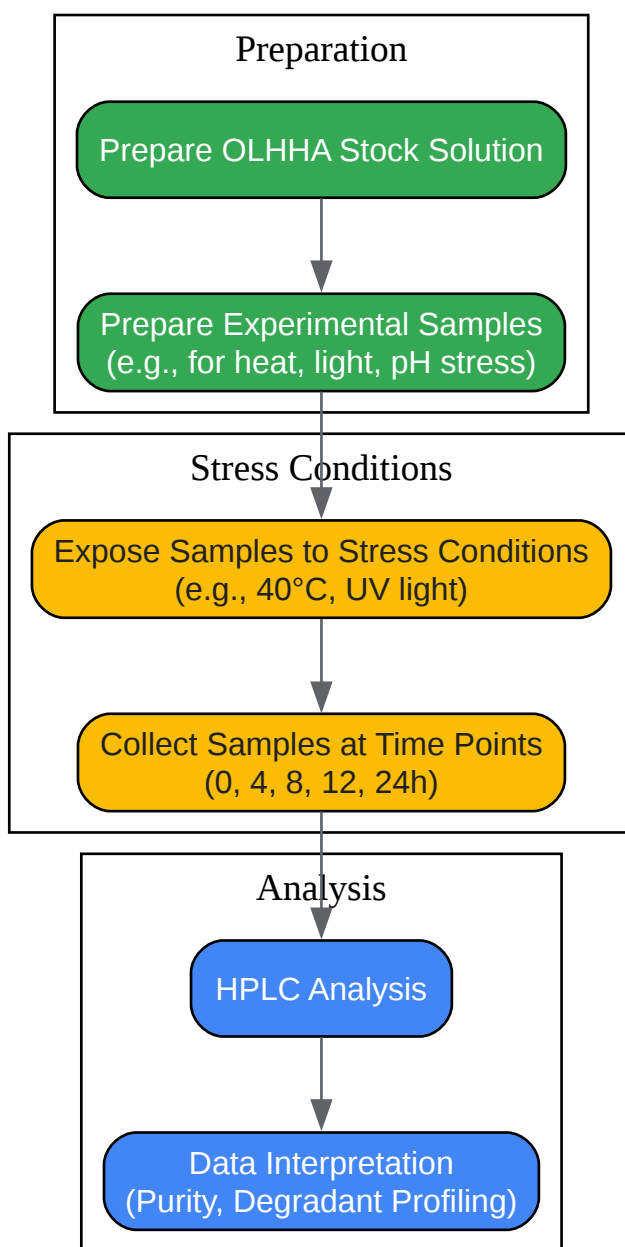 Preparation
Prepare OLHHA Stock Solution
Prepare Experimental Samples
(e.g., for heat, light, pH stress)
Stress Conditions
Expose Samples to Stress Conditions
(e.g., 40°C, UV light)
Collect Samples at Time Points
(0, 4, 8, 12, 24h)
Analysis
HPLC Analysis
Data Interpretation
(Purity, Degradant Profiling)